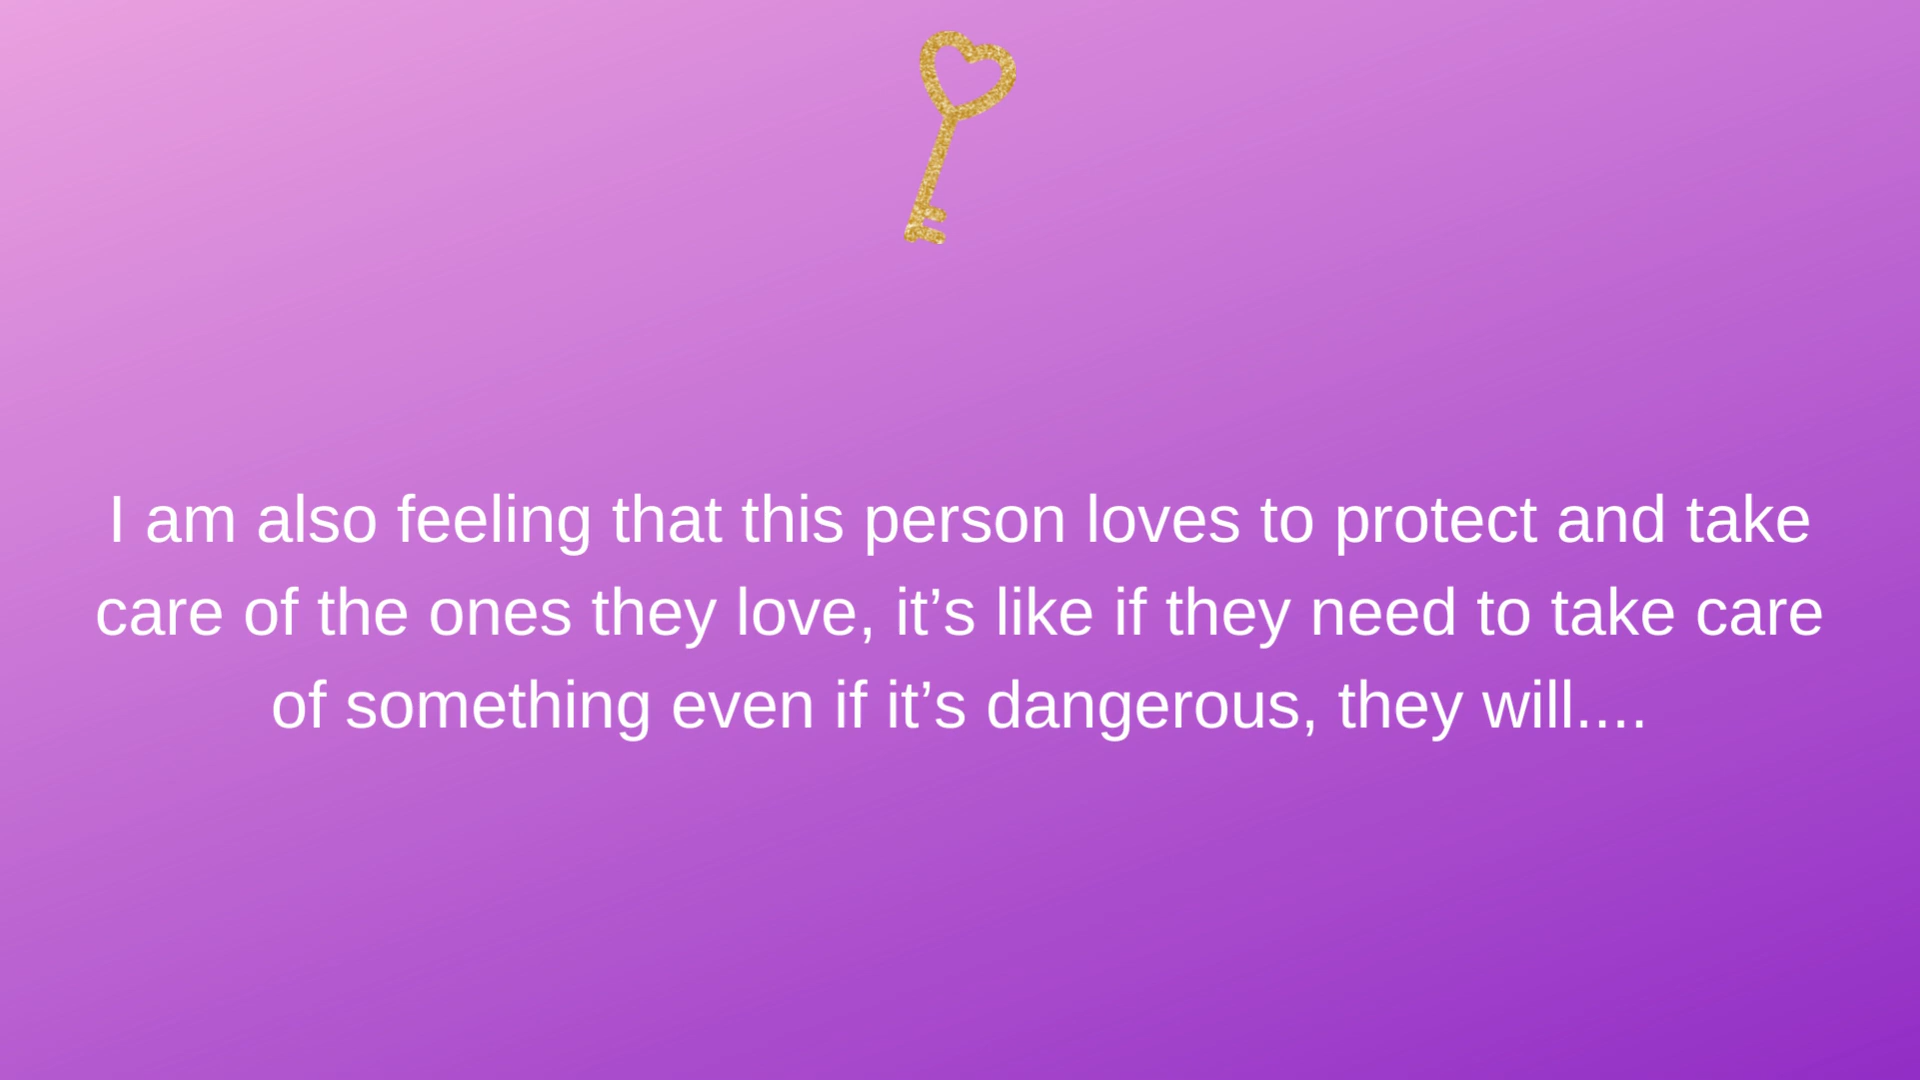 I am also feeling that this person loves to protect and take
care of the ones they love, it’s like if they need to take care
of something even if it’s dangerous, they will....